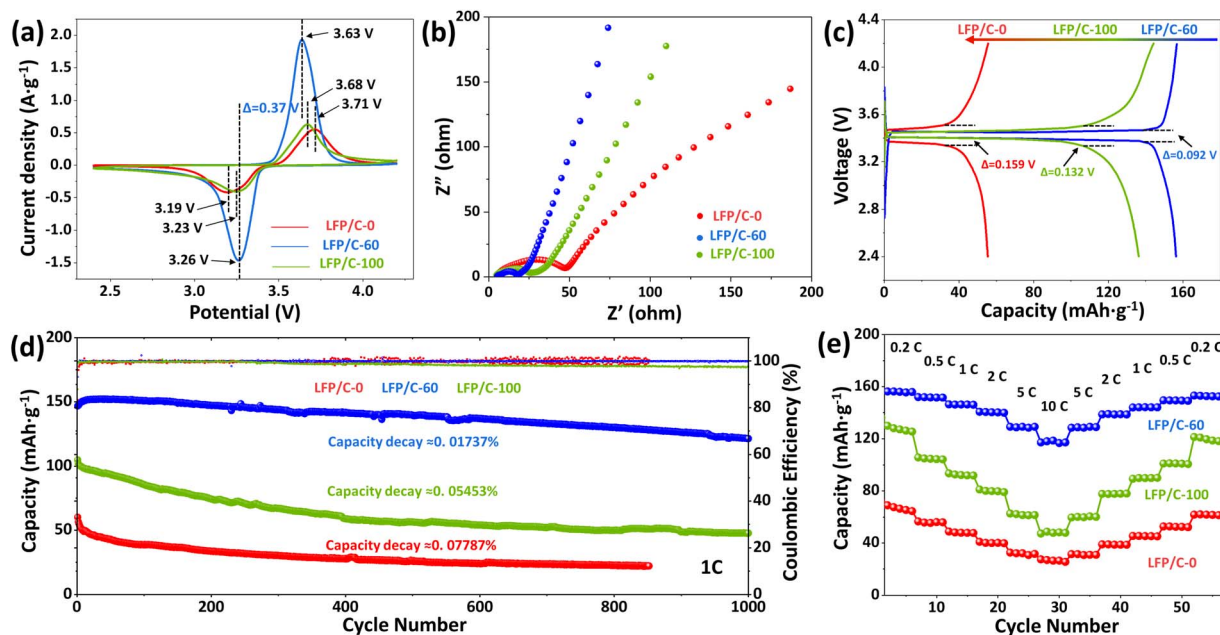 (a)
2.0
1.5
1.0
0.5
0.0
-0.5
-1.0
-1.5
Current density (A·g⁻¹)
3.63 V
3.68 V
3.71 V
Δ=0.37 V
3.19 V
3.23 V
3.26 V
LFP/C-0
LFP/C-60
LFP/C-100
2.5 3.0 3.5 4.0
Potential (V)
(b)
200
150
100
50
0
Z'' (ohm)
LFP/C-0
LFP/C-60
LFP/C-100
0 50 100 150 200
Z' (ohm)
(c)
4.4
3.8
3.2
2.4
Voltage (V)
LFP/C-0 LFP/C-100 LFP/C-60
Δ=0.159 V
Δ=0.132 V
Δ=0.092 V
0 40 80 120 160
Capacity (mAh·g⁻¹)
(d)
200
150
100
50
0
Capacity (mAh·g⁻¹)
LFP/C-0 LFP/C-60 LFP/C-100
Capacity decay ≈0. 01737%
Capacity decay ≈0. 05453%
Capacity decay ≈0. 07787%
1C
100
80
60
40
20
0
Coulombic Efficiency (%)
0 200 400 600 800 1000
Cycle Number
(e)
200
160
120
80
40
0
Capacity (mAh·g⁻¹)
0.2 C
0.5 C
1 C
2 C
5 C
10 C
5 C
2 C
1 C
0.5 C
0.2 C
LFP/C-60
LFP/C-100
LFP/C-0
10 20 30 40 50
Cycle Number